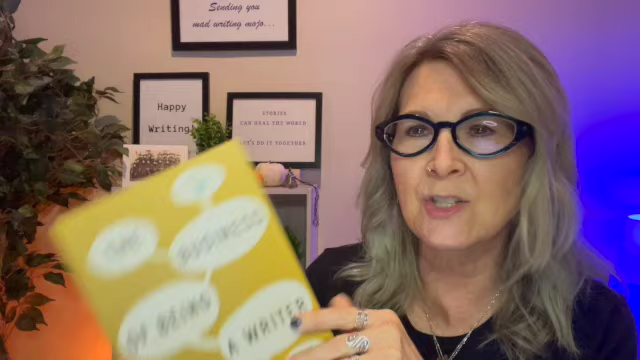 Sending you
mad writing mojo...
Happy
Writing!
STORIES
CAN HEAL THE WORLD
LET'S DO IT TOGETHER
THE
BUSINESS
OF BEING
A WRITER